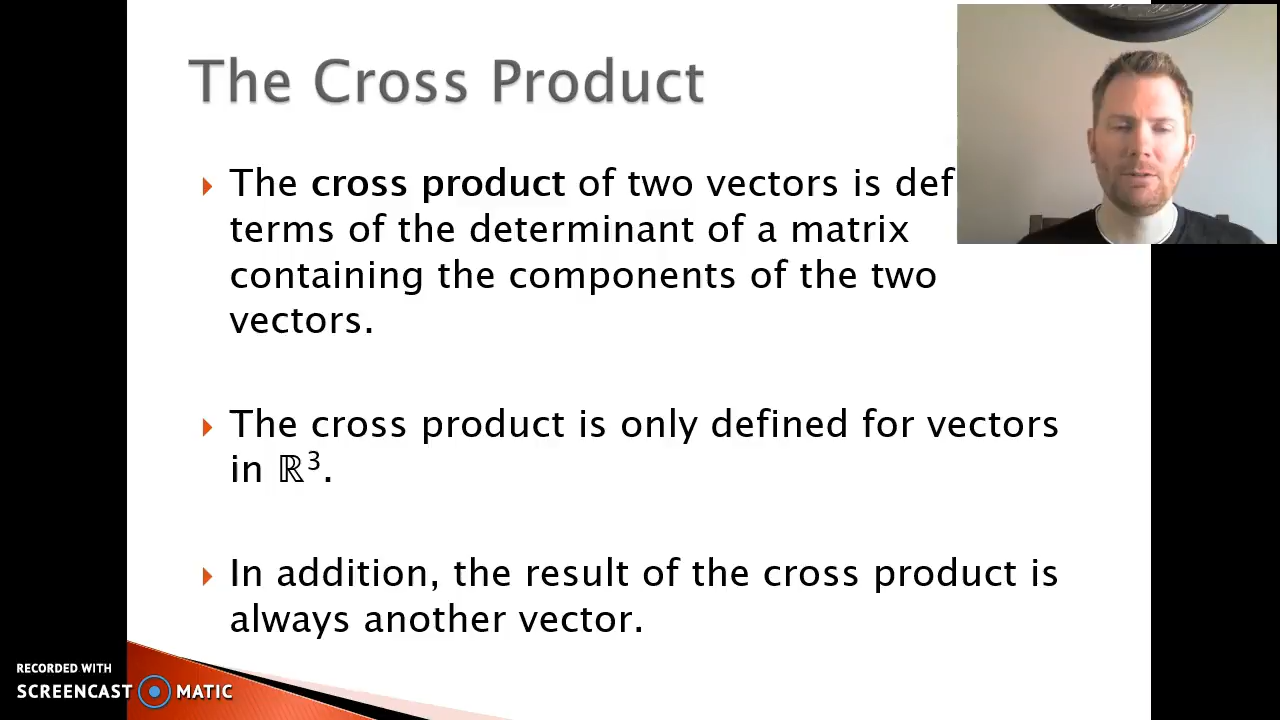 The Cross Product
The cross product of two vectors is def
terms of the determinant of a matrix
containing the components of the two
vectors.
The cross product is only defined for vectors
in ℝ³.
In addition, the result of the cross product is
always another vector.
RECORDED WITH
SCREENCAST MATIC